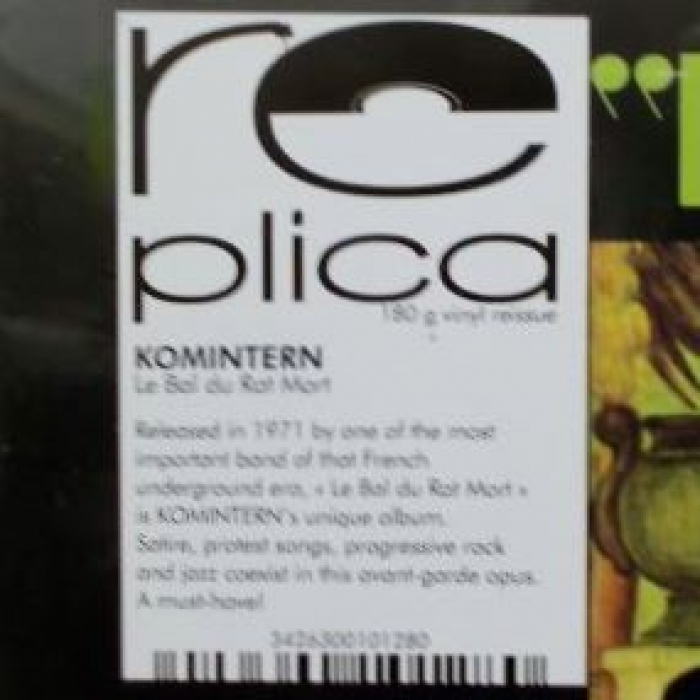 re
plica
180 g vinyl reissue
KOMINTERN
Le Bal du Rat Mort
Released in 1971 by one of the most
important band of that French
underground era, « Le Bal du Rat Mort »
is KOMINTERN's unique album.
Satire, protest songs, progressive rock
and jazz coexist in this avant-garde opus.
A must-have!
3426300101280